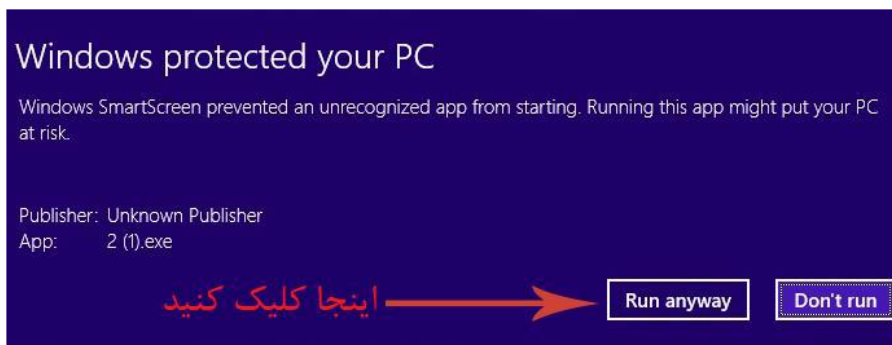 Windows protected your PC
Windows SmartScreen prevented an unrecognized app from starting. Running this app might put your PC
at risk.
Publisher: Unknown Publisher
App: 2 (1).exe
اینجا کلیک کنید
Run anyway
Don't run